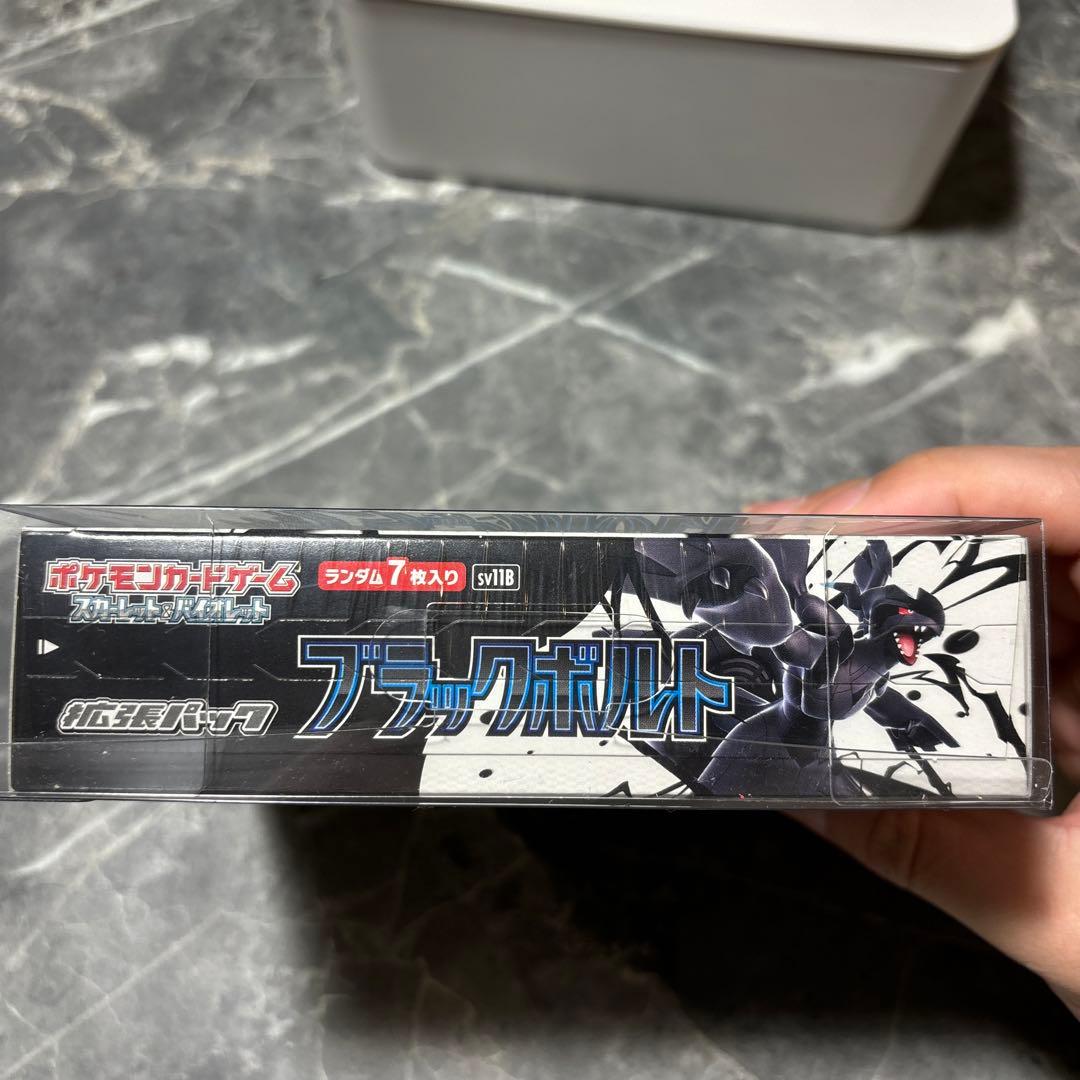 ポケモンカードゲーム
スカーレット&バイオレット
ランダム7枚入り
sv11B
拡張パック
ブラックボルト